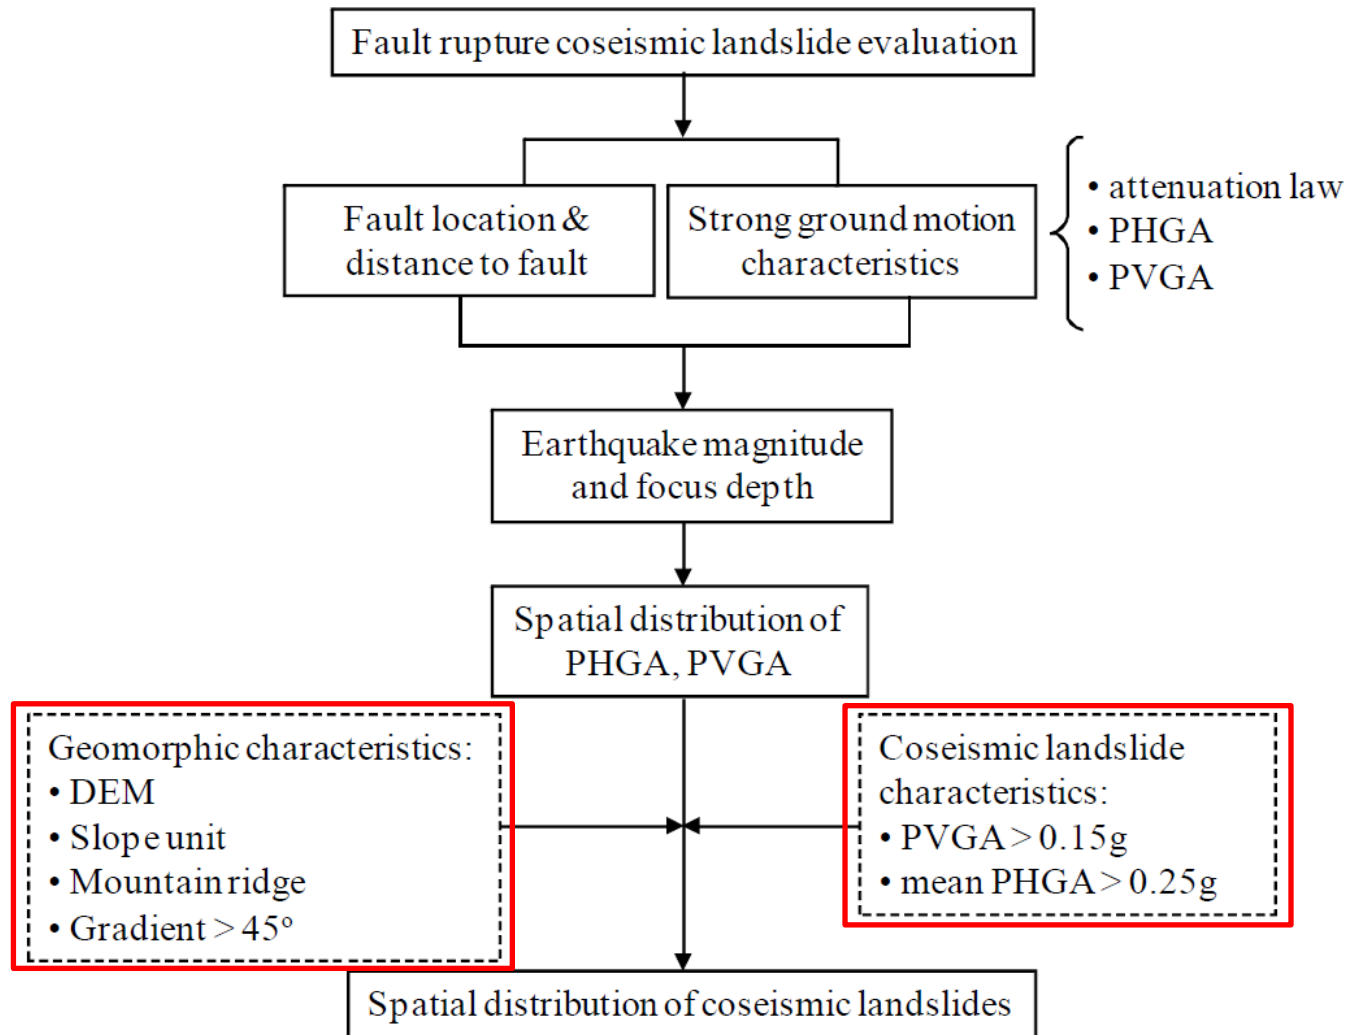 Fault rupture coseismic landslide evaluation
Fault location &
distance to fault
Strong ground motion
characteristics
• attenuation law
• PHGA
• PVGA
Earthquake magnitude
and focus depth
Spatial distribution of
PHGA, PVGA
Geomorphic characteristics:
• DEM
• Slope unit
• Mountain ridge
• Gradient > 45°
Coseismic landslide
characteristics:
• PVGA > 0.15g
• mean PHGA > 0.25g
Spatial distribution of coseismic landslides